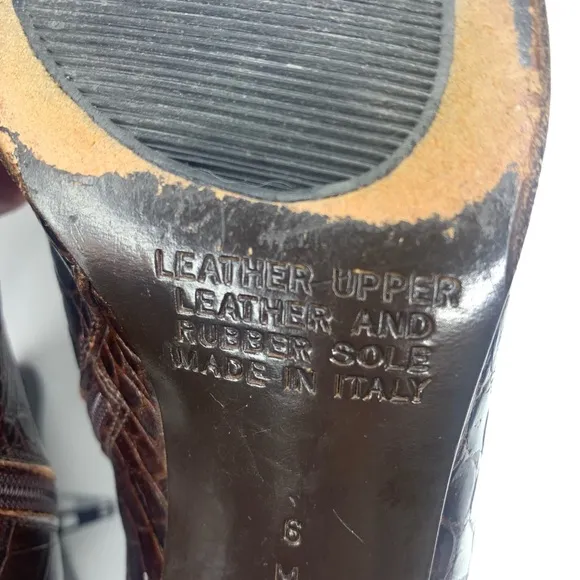 LEATHER UPPER
LEATHER AND
RUBBER SOLE
MADE IN ITALY
6
M